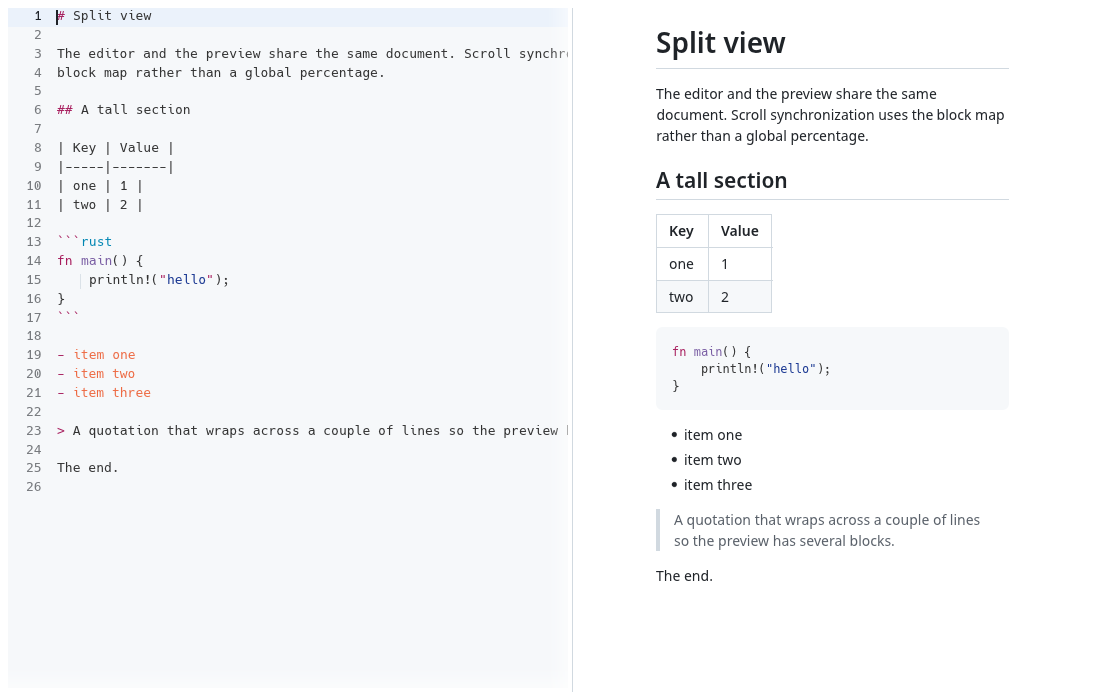 1 # Split view
2
3 The editor and the preview share the same document. Scroll
4 block map rather than a global percentage.
5
6 ## A tall section
7
8 | Key | Value |
9 |-----|-------|
10 | one | 1 |
11 | two | 2 |
12
13 ```rust
14 fn main() {
15     println!("hello");
16 }
17 ```
18
19 - item one
20 - item two
21 - item three
22
23 > A quotation that wraps across a couple of lines so the preview
24
25 The end.
26
Split view
The editor and the preview share the same
document. Scroll synchronization uses the block map
rather than a global percentage.
A tall section
Key Value
one 1
two 2
fn main() {
    println!("hello");
}
• item one
• item two
• item three
A quotation that wraps across a couple of lines
so the preview has several blocks.
The end.